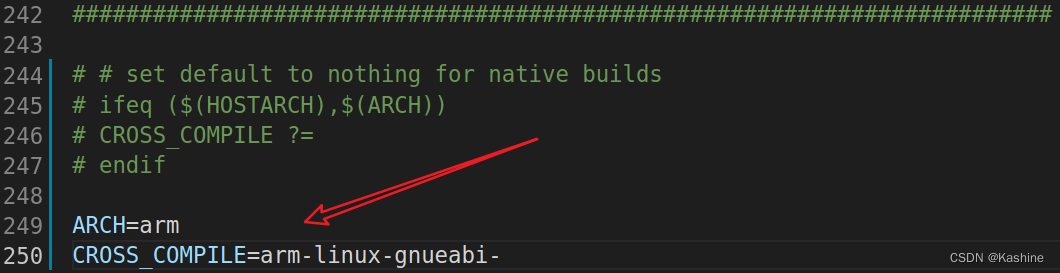 242 #########################################################################
243
244 # # set default to nothing for native builds
245 # ifeq ($(HOSTARCH),$(ARCH))
246 # CROSS_COMPILE ?=
247 # endif
248
249 ARCH=arm
250 CROSS_COMPILE=arm-linux-gnueabi-
CSDN @Kashine